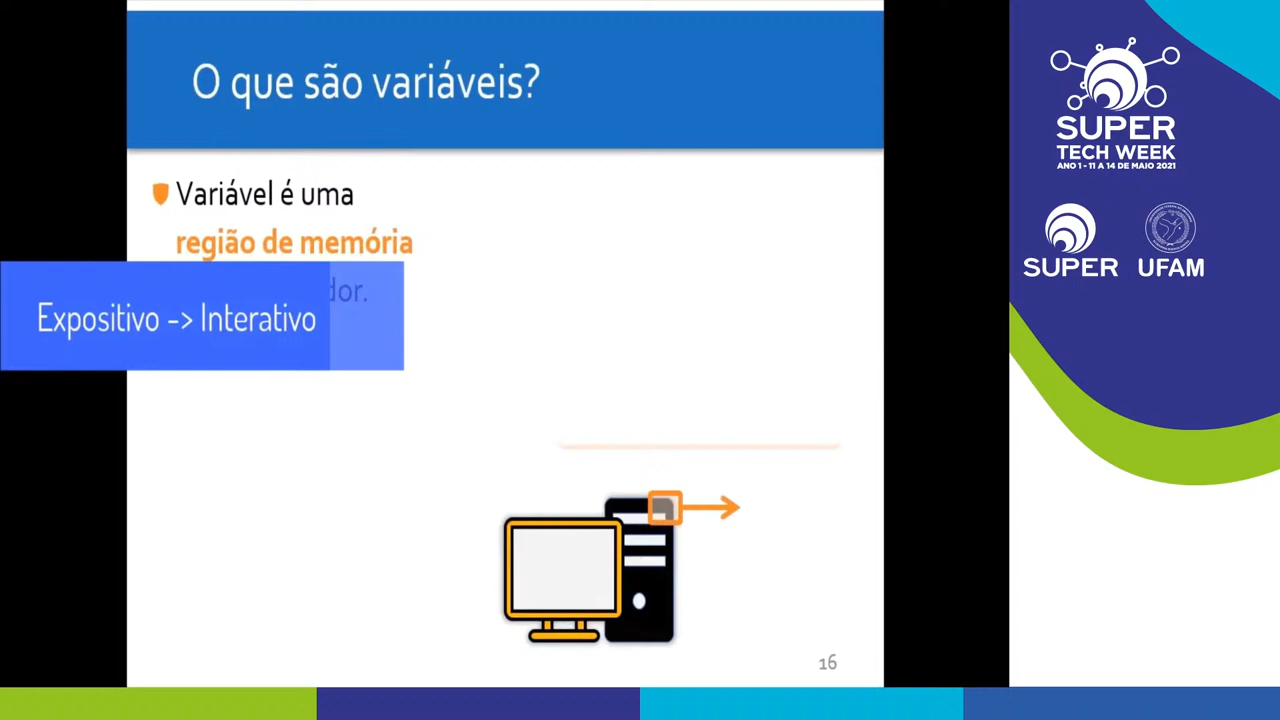 O que são variáveis?
Variável é uma
região de memória
dor.
Expositivo -> Interativo
16
SUPER
TECH WEEK
ANO 1 - 11 A 14 DE MAIO 2021
SUPER
UFAM